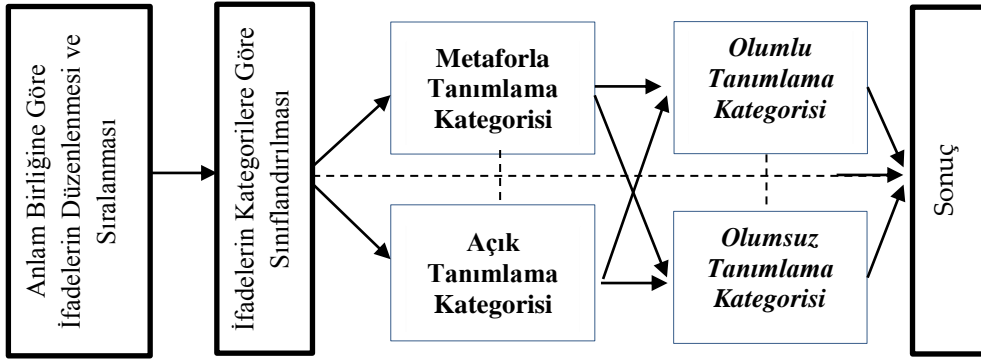 Anlam Birliğine Göre
İfadelerin Düzenlenmesi ve
Sıralanması
İfadelerin Kategorilere Göre
Sınıflandırılması
Metaforla
Tanımlama
Kategorisi
Açık
Tanımlama
Kategorisi
Olumlu
Tanımlama
Kategorisi
Olumsuz
Tanımlama
Kategorisi
Sonuç